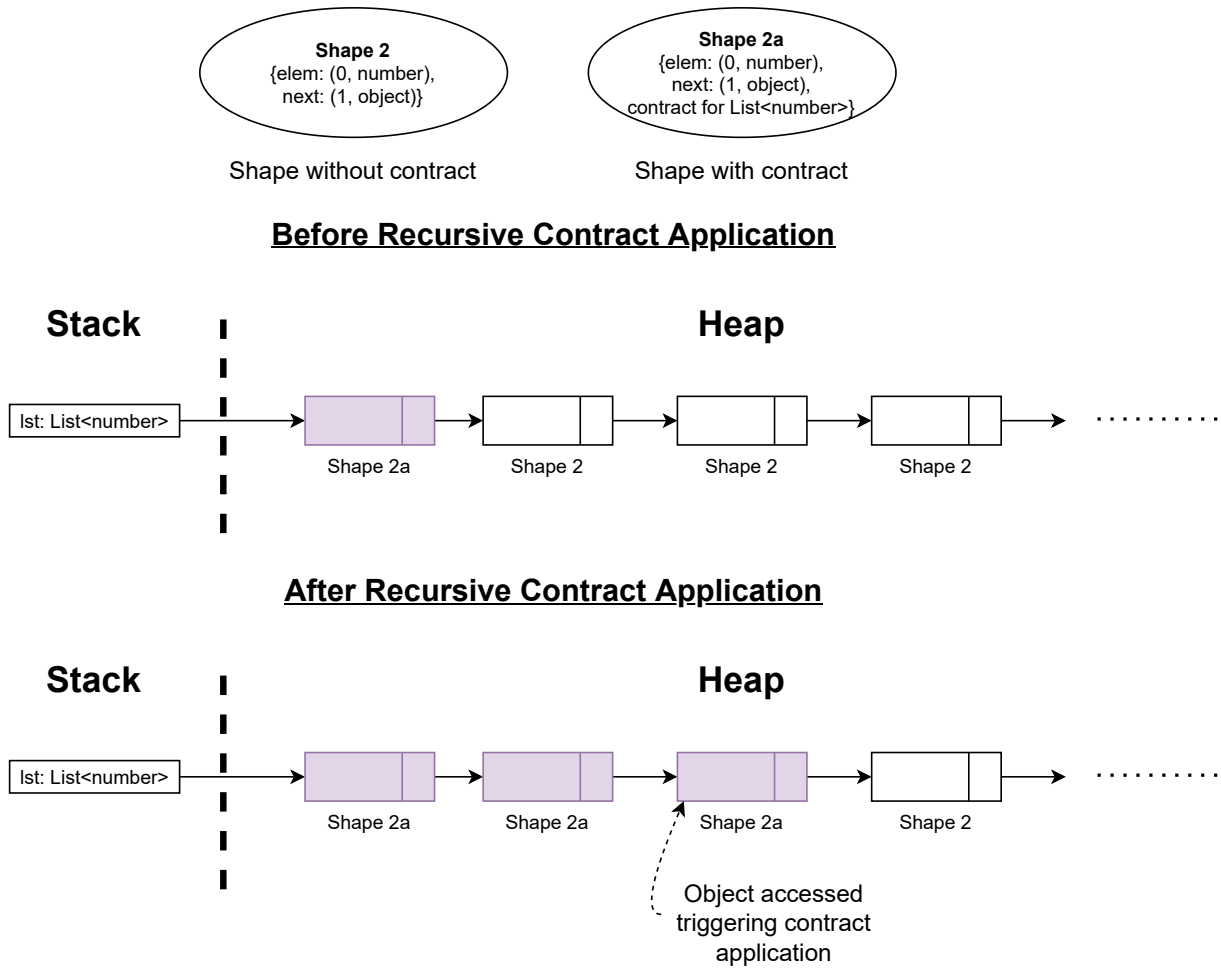 Shape 2
{elem: (0, number),
next: (1, object)}
Shape 2a
{elem: (0, number),
next: (1, object),
contract for List<number>}
Shape without contract
Shape with contract
Before Recursive Contract Application
Stack
Heap
lst: List<number>
Shape 2a
Shape 2
Shape 2
Shape 2
. . . . . . . . . .
After Recursive Contract Application
Stack
Heap
lst: List<number>
Shape 2a
Shape 2a
Shape 2a
Shape 2
. . . . . . . . . .
Object accessed
triggering contract
application